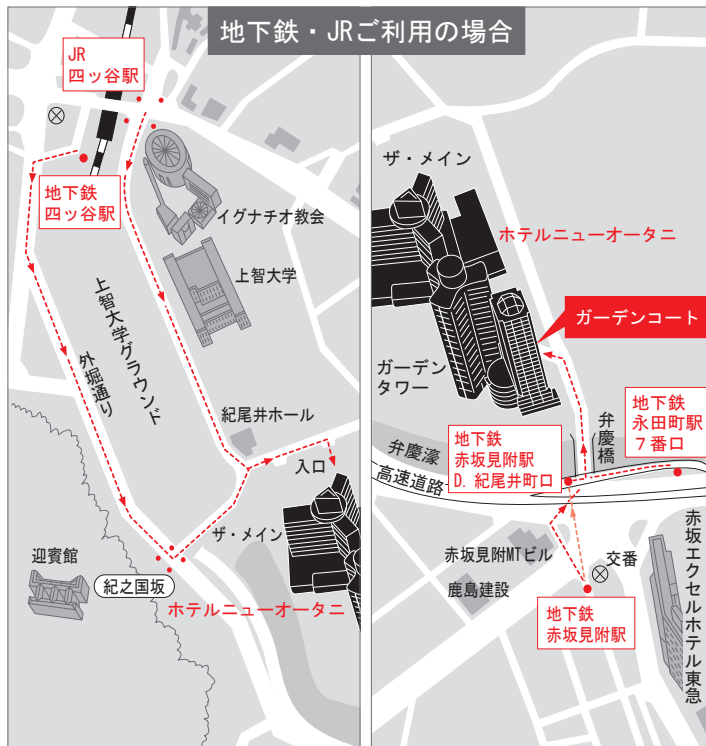 地下鉄・JRご利用の場合
JR
四ッ谷駅
地下鉄
四ッ谷駅
イグナチオ教会
上智大学
上智大学グラウンド
外堀通り
紀尾井ホール
入口
ザ・メイン
迎賓館
紀之国坂
ホテルニューオータニ
ザ・メイン
ホテルニューオータニ
ガーデンコート
ガーデン
タワー
地下鉄
永田町駅
7番口
弁慶橋
地下鉄
赤坂見附駅
D. 紀尾井町口
弁慶濠
高速道路
赤坂見附MTビル
交番
鹿島建設
地下鉄
赤坂見附駅
赤坂エクセルホテル東急